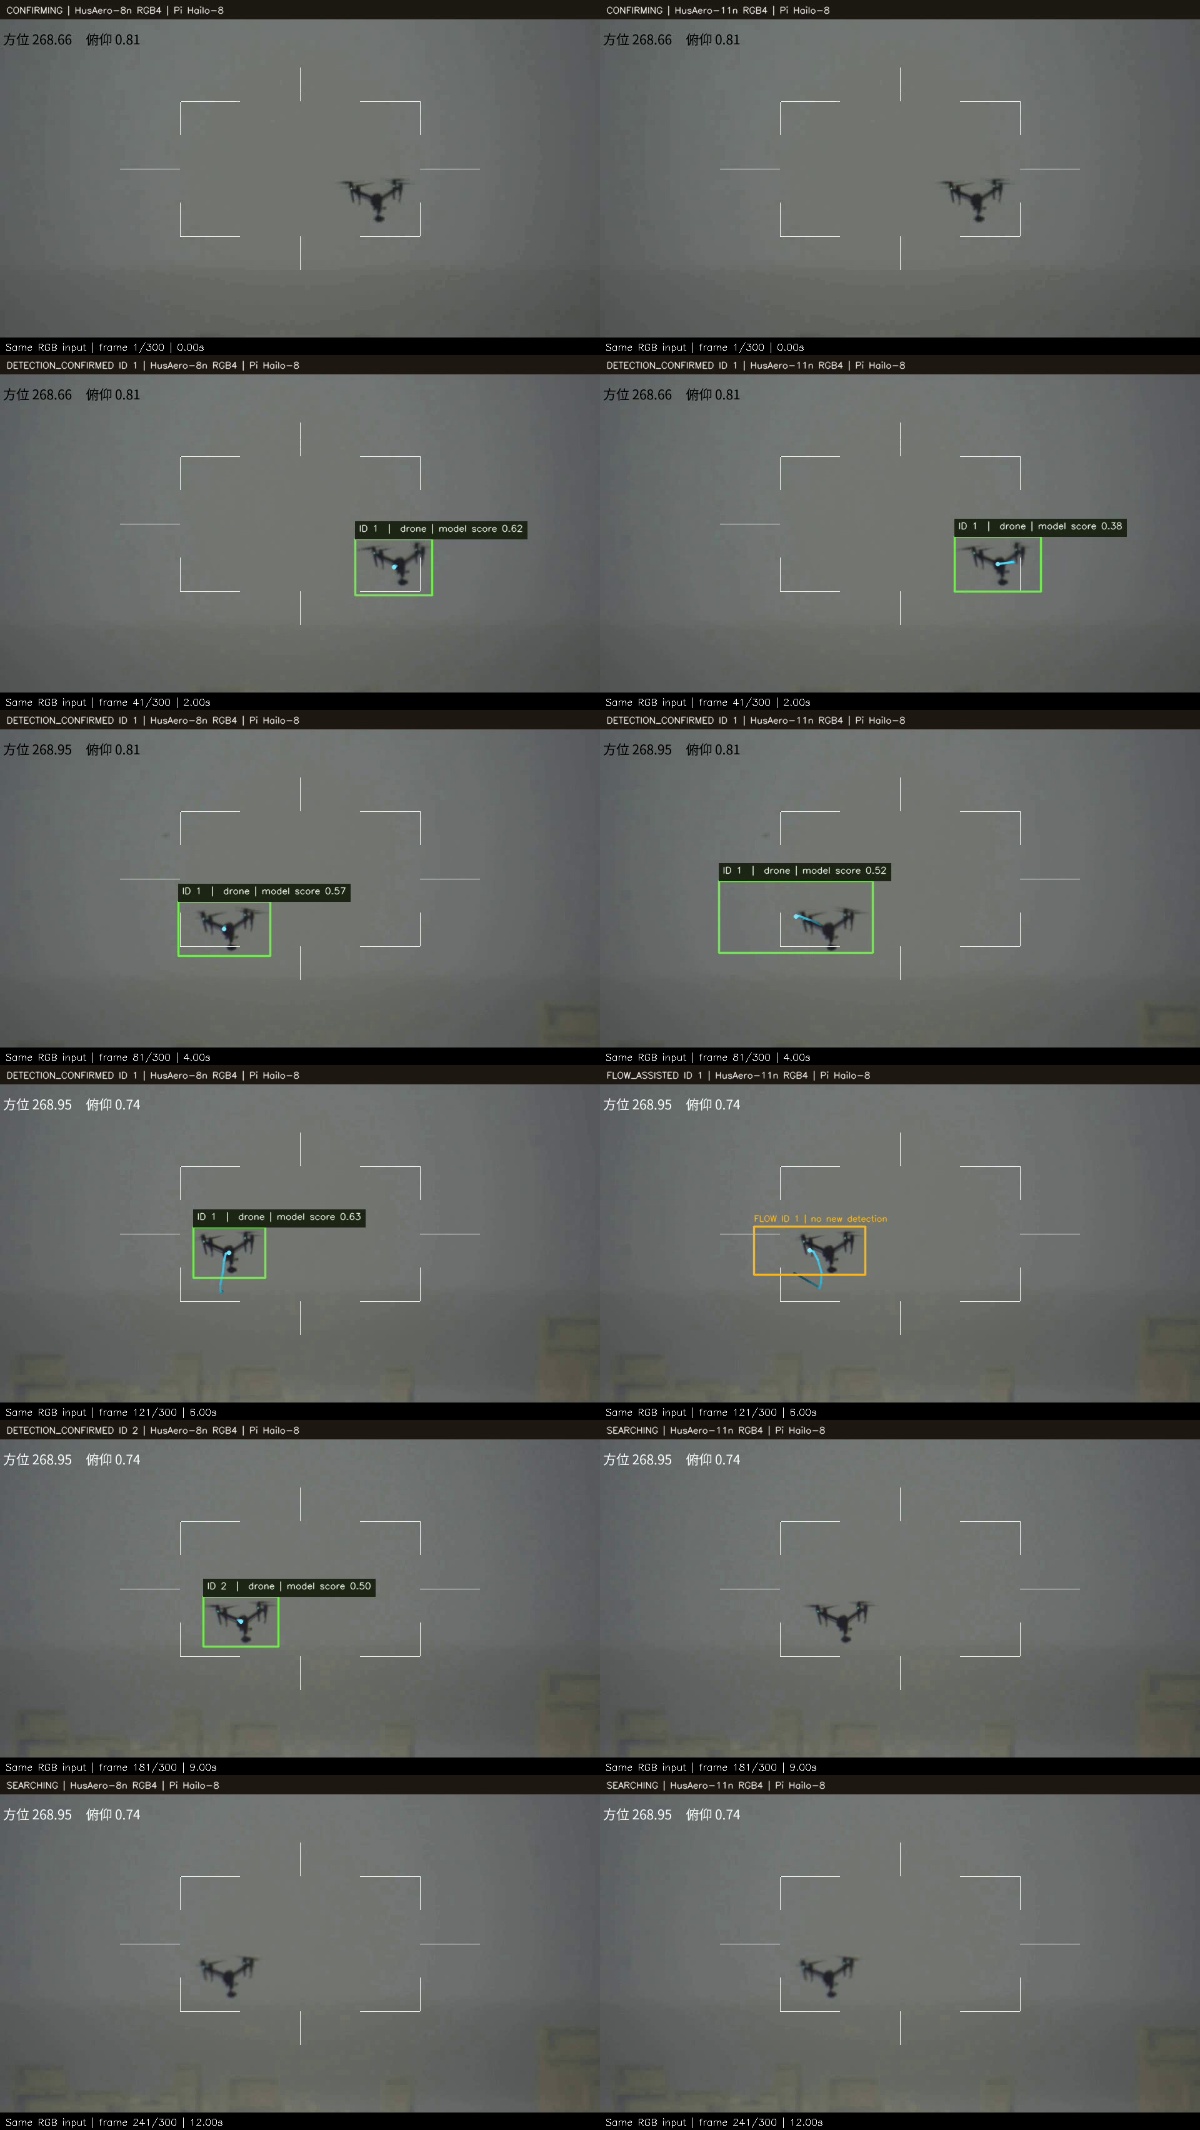 CONFIRMING | HusAero-8n RGB4 | Pi Hailo-8
方位 268.66 俯仰 0.81
Same RGB input | frame 1/300 | 0.00s
CONFIRMING | HusAero-11n RGB4 | Pi Hailo-8
方位 268.66 俯仰 0.81
Same RGB input | frame 1/300 | 0.00s
DETECTION_CONFIRMED ID 1 | HusAero-8n RGB4 | Pi Hailo-8
方位 268.66 俯仰 0.81
ID 1 | drone | model score 0.62
Same RGB input | frame 41/300 | 2.00s
DETECTION_CONFIRMED ID 1 | HusAero-11n RGB4 | Pi Hailo-8
方位 268.66 俯仰 0.81
ID 1 | drone | model score 0.38
Same RGB input | frame 41/300 | 2.00s
DETECTION_CONFIRMED ID 1 | HusAero-8n RGB4 | Pi Hailo-8
方位 268.95 俯仰 0.81
ID 1 | drone | model score 0.57
Same RGB input | frame 81/300 | 4.00s
DETECTION_CONFIRMED ID 1 | HusAero-11n RGB4 | Pi Hailo-8
方位 268.95 俯仰 0.81
ID 1 | drone | model score 0.52
Same RGB input | frame 81/300 | 4.00s
DETECTION_CONFIRMED ID 1 | HusAero-8n RGB4 | Pi Hailo-8
方位 268.95 俯仰 0.74
ID 1 | drone | model score 0.63
Same RGB input | frame 121/300 | 6.00s
FLOW_ASSISTED ID 1 | HusAero-11n RGB4 | Pi Hailo-8
方位 268.95 俯仰 0.74
FLOW ID 1 | no new detection
Same RGB input | frame 121/300 | 6.00s
DETECTION_CONFIRMED ID 2 | HusAero-8n RGB4 | Pi Hailo-8
方位 268.95 俯仰 0.74
ID 2 | drone | model score 0.50
Same RGB input | frame 181/300 | 9.00s
SEARCHING | HusAero-11n RGB4 | Pi Hailo-8
方位 268.95 俯仰 0.74
Same RGB input | frame 181/300 | 9.00s
SEARCHING | HusAero-8n RGB4 | Pi Hailo-8
方位 268.95 俯仰 0.74
Same RGB input | frame 241/300 | 12.00s
SEARCHING | HusAero-11n RGB4 | Pi Hailo-8
方位 268.95 俯仰 0.74
Same RGB input | frame 241/300 | 12.00s